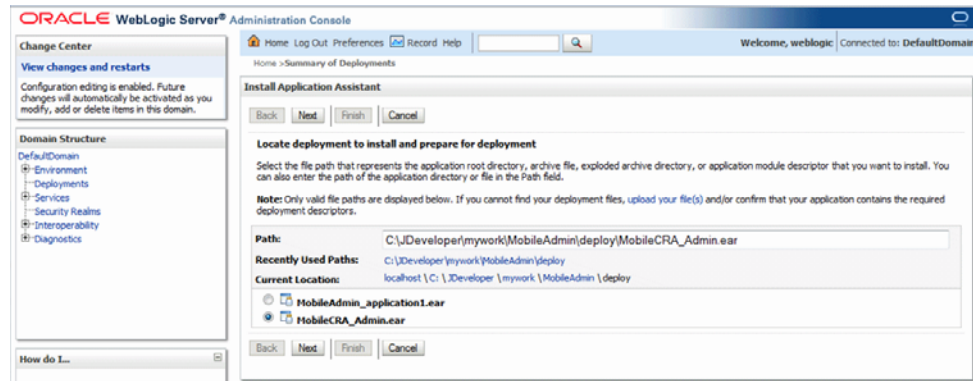 ORACLE WebLogic Server® Administration Console
Change Center
View changes and restarts
Configuration editing is enabled. Future
changes will automatically be activated as you
modify, add or delete items in this domain.
Domain Structure
DefaultDomain
Environment
Deployments
Services
Security Realms
Interoperability
Diagnostics
How do I...
Home Log Out Preferences Record Help
Welcome, weblogic Connected to: DefaultDomain
Home >Summary of Deployments
Install Application Assistant
Back Next Finish Cancel
Locate deployment to install and prepare for deployment
Select the file path that represents the application root directory, archive file, exploded archive directory, or application module descriptor that you want to install. You
can also enter the path of the application directory or file in the Path field.
Note: Only valid file paths are displayed below. If you cannot find your deployment files, upload your file(s) and/or confirm that your application contains the required
deployment descriptors.
Path: C:\JDeveloper\mywork\MobileAdmin\deploy\MobileCRA_Admin.ear
Recently Used Paths: C:\JDeveloper\mywork\MobileAdmin\deploy
Current Location: localhost \ C: \ JDeveloper \ mywork \ MobileAdmin \ deploy
MobileAdmin_application1.ear
MobileCRA_Admin.ear
Back Next Finish Cancel